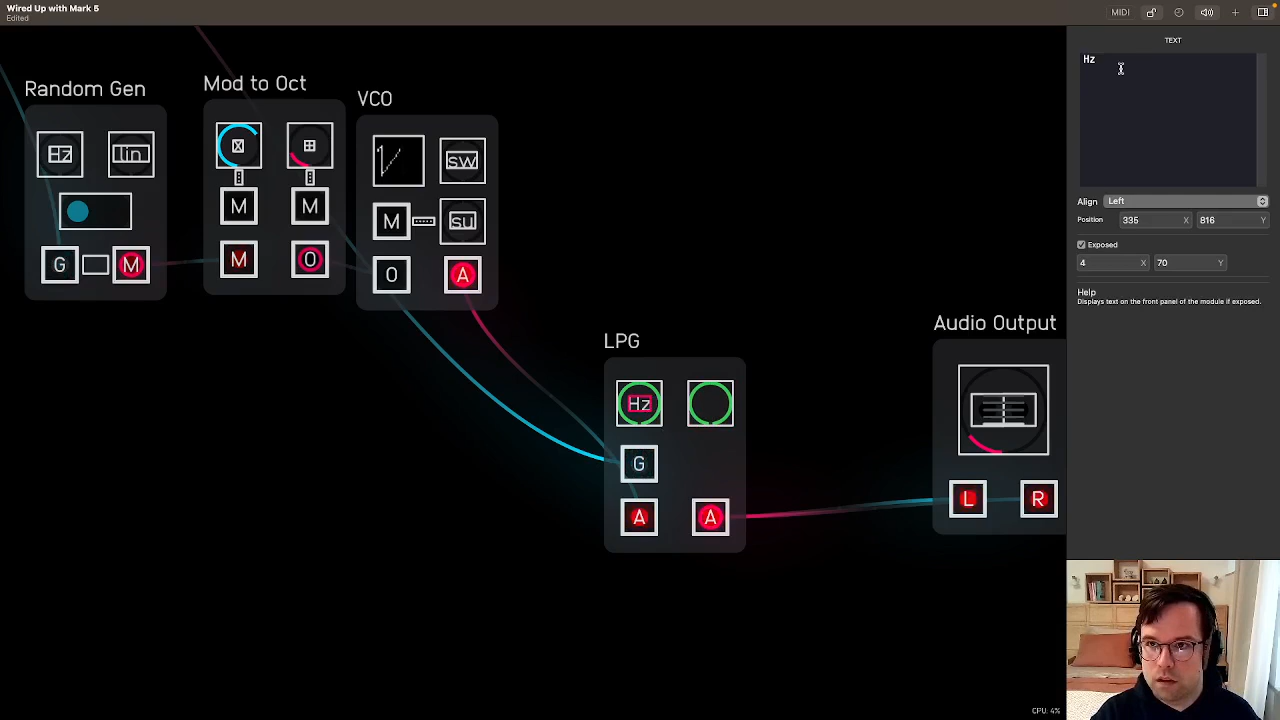 Wired Up with Mark 5
Edited
MIDI
TEXT
Hz
Align Left
Position 335 X 816 Y
Exposed
4 X 70 Y
Help
Displays text on the front panel of the module if exposed.
Random Gen
Hz lin
G M
Mod to Oct
M M
M O
VCO
sw
M su
O A
LPG
Hz
G
A A
Audio Output
L R
CPU: 4%